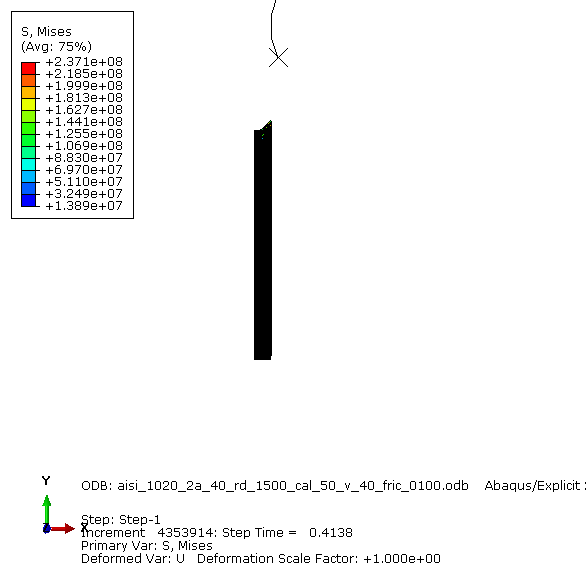 S, Mises
(Avg: 75%)
+2.371e+08
+2.185e+08
+1.999e+08
+1.813e+08
+1.627e+08
+1.441e+08
+1.255e+08
+1.069e+08
+8.830e+07
+6.970e+07
+5.110e+07
+3.249e+07
+1.389e+07
Y
X
ODB: aisi_1020_2a_40_rd_1500_cal_50_v_40_fric_0100.odb Abaqus/Explicit
Step: Step-1
Increment 4353914: Step Time = 0.4138
Primary Var: S, Mises
Deformed Var: U Deformation Scale Factor: +1.000e+00